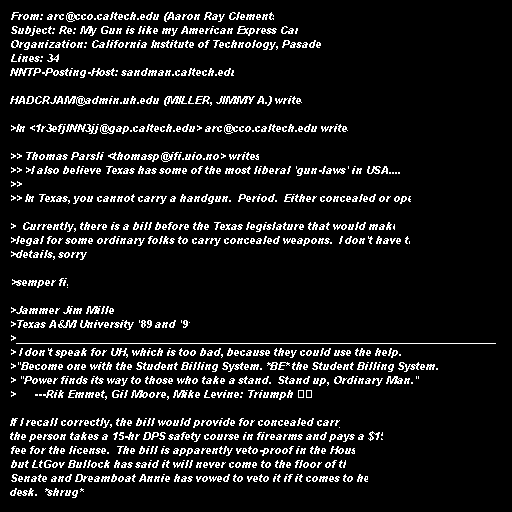 From: arc@cco.caltech.edu (Aaron Ray Clement
Subject: Re: My Gun is like my American Express Car
Organization: California Institute of Technology, Pasade
Lines: 34
NNTP-Posting-Host: sandman.caltech.ed

HADCRJAM@admin.uh.edu (MILLER, JIMMY A.) write

>In <1r3efjINN3jj@gap.caltech.edu> arc@cco.caltech.edu write

>> Thomas Parsli <thomasp@ifi.uio.no> writes
>> >I also believe Texas has some of the most liberal 'gun-laws' in USA....
>>
>> In Texas, you cannot carry a handgun.  Period.  Either concealed or ope

>  Currently, there is a bill before the Texas legislature that would make
>legal for some ordinary folks to carry concealed weapons.  I don't have t
>details, sorry

>semper fi,

>Jammer Jim Mille
>Texas A&M University '89 and '9
>______________________________________________________________________
> I don't speak for UH, which is too bad, because they could use the help.
>"Become one with the Student Billing System. *BE* the Student Billing System.
> "Power finds its way to those who take a stand.  Stand up, Ordinary Man."
>      ---Rik Emmet, Gil Moore, Mike Levine: Triumph

If I recall correctly, the bill would provide for concealed carr
the person takes a 15-hr DPS safety course in firearms and pays a $1
fee for the license.  The bill is apparently veto-proof in the Hous
but LtGov Bullock has said it will never come to the floor of t
Senate and Dreamboat Annie has vowed to veto it if it comes to he
desk.  *shrug*